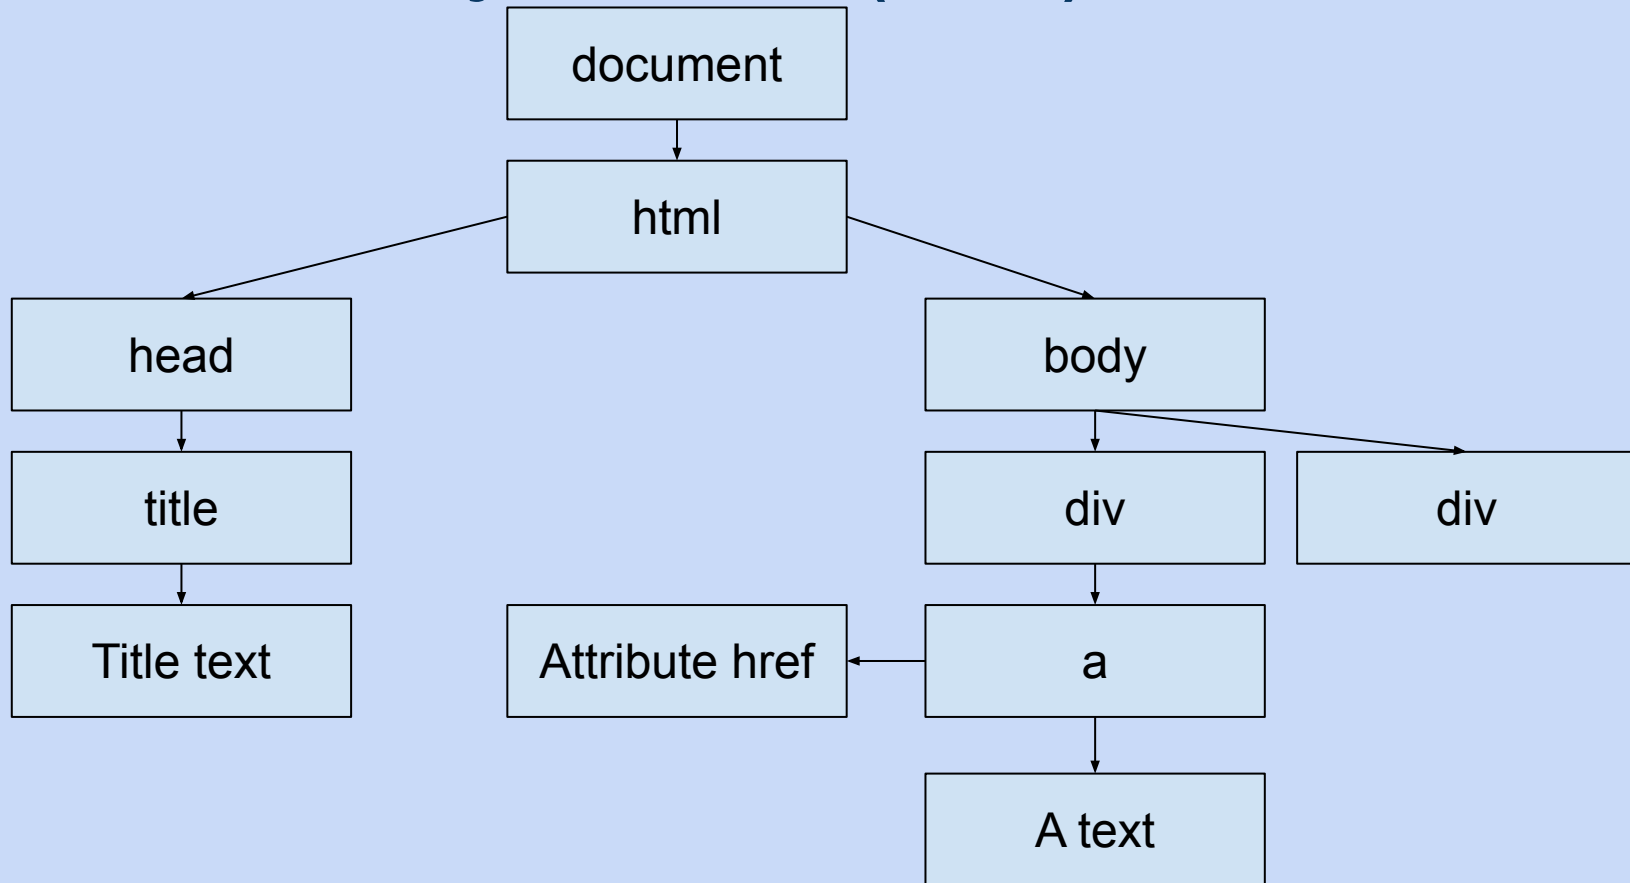 document
html
head
body
title
div
div
Title text
Attribute href
a
A text